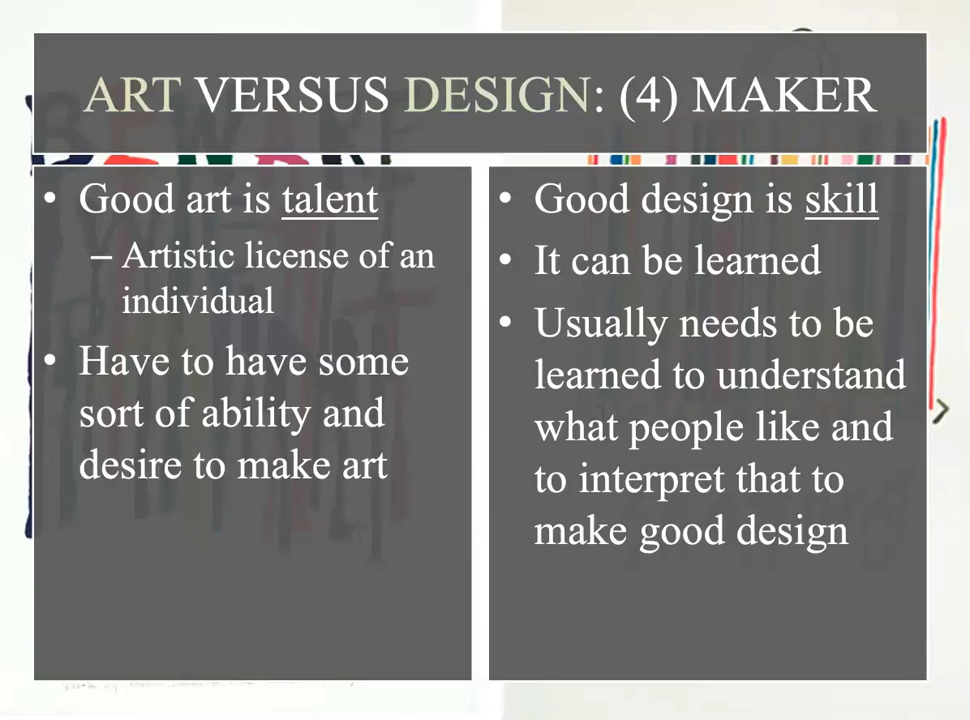 ART VERSUS DESIGN: (4) MAKER
• Good art is talent
– Artistic license of an
individual
• Have to have some
sort of ability and
desire to make art
• Good design is skill
• It can be learned
• Usually needs to be
learned to understand
what people like and
to interpret that to
make good design